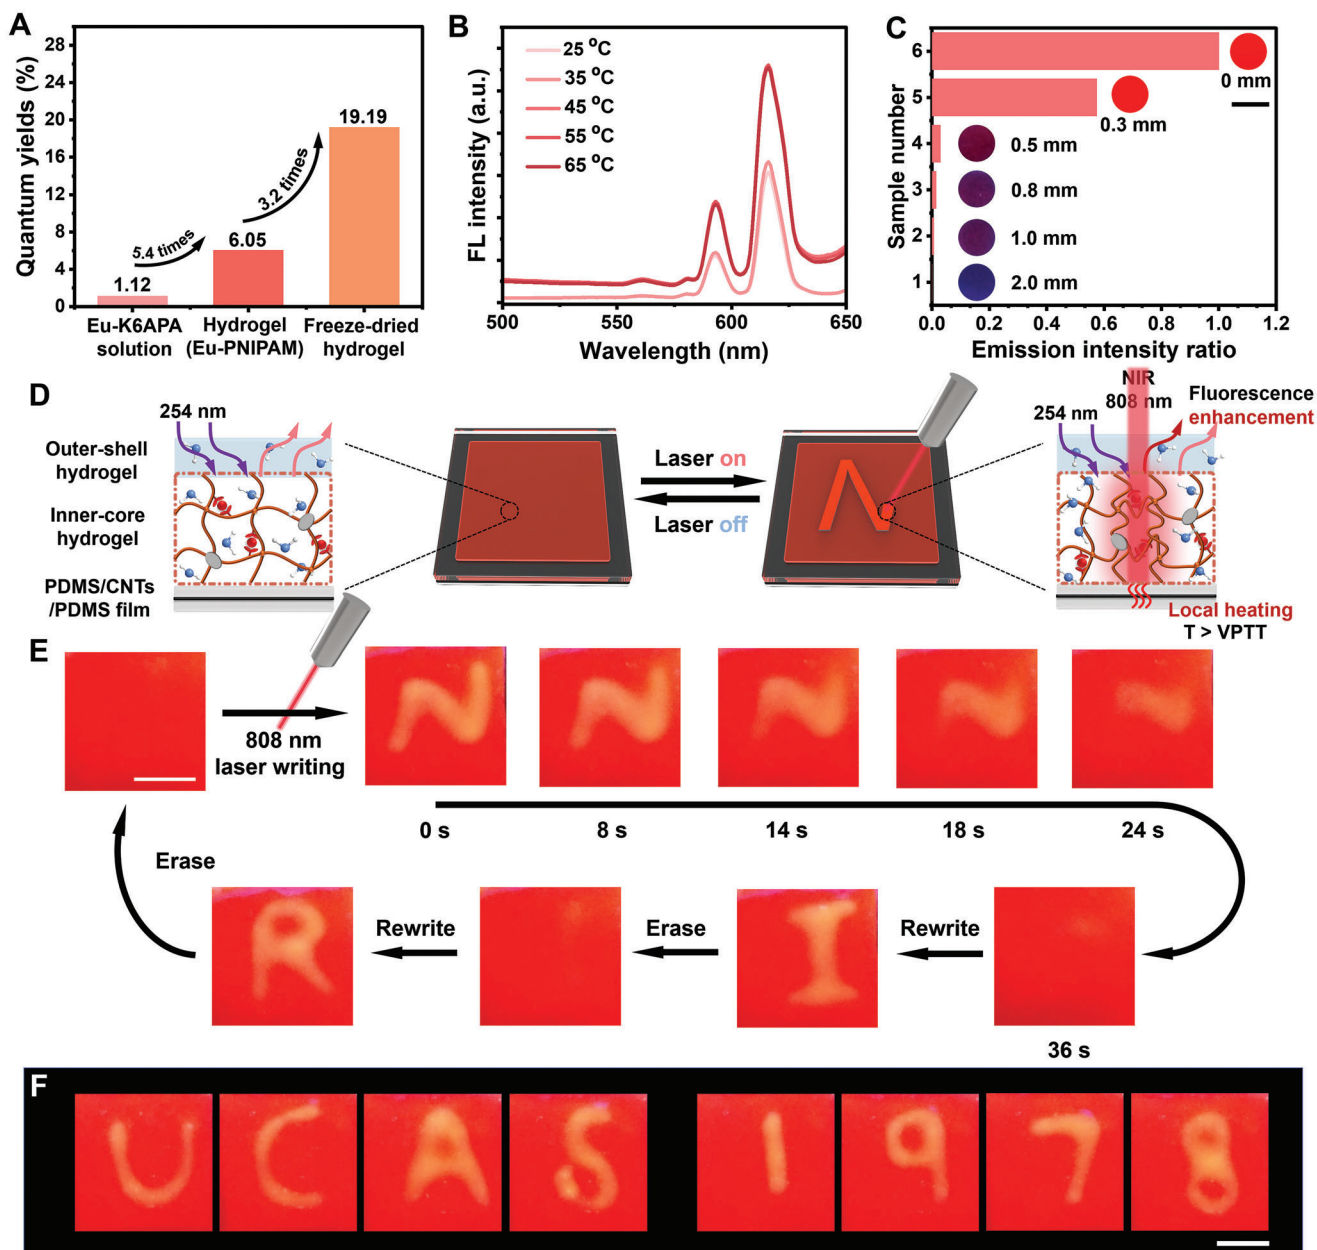 A
Quantum yields (%)
28
24
20
16
12
8
4
0
1.12
5.4 times
6.05
3.2 times
19.19
Eu-K6APA
solution
Hydrogel
(Eu-PNIPAM)
Freeze-dried
hydrogel
B
FL intensity (a.u.)
25 °C
35 °C
45 °C
55 °C
65 °C
500
550
600
650
Wavelength (nm)
C
Sample number
6
5
4
3
2
1
0 mm
0.3 mm
0.5 mm
0.8 mm
1.0 mm
2.0 mm
0.0
0.2
0.4
0.6
0.8
1.0
1.2
Emission intensity ratio
D
254 nm
Outer-shell
hydrogel
Inner-core
hydrogel
PDMS/CNTs
/PDMS film
Laser on
Laser off
NIR
808 nm
254 nm
Fluorescence
enhancement
Local heating
T > VPTT
E
808 nm
laser writing
N
N
N
0 s
8 s
14 s
18 s
24 s
Erase
R
Rewrite
Erase
I
Rewrite
36 s
F
U
C
A
S
1
9
7
8